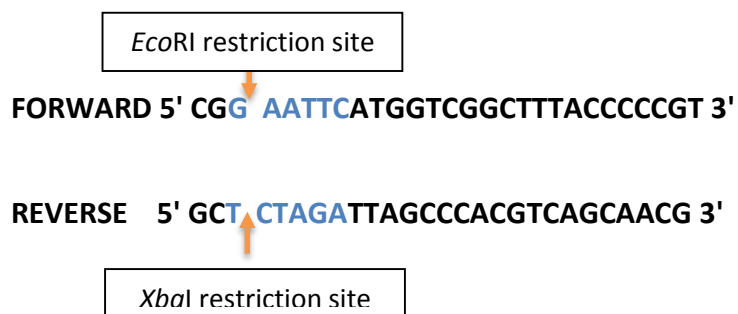 EcoRI restriction site
FORWARD 5' CGG AATTCATGGTCGGCTTTACCCCCGT 3'
REVERSE 5' GCT CTAGATTAGCCCACGTCAGCAACG 3'
XbaI restriction site